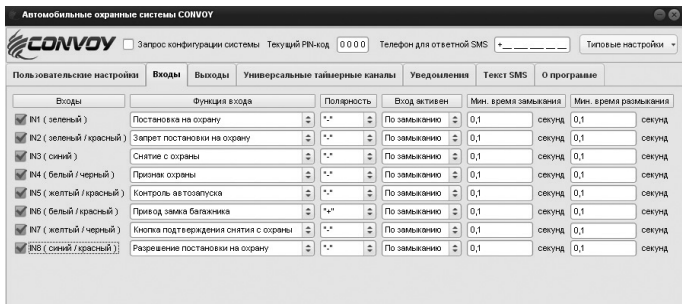 Автомобильные охранные системы CONVOY
CONVOY Запрос конфигурации системы Текущий PIN-код 0000 Телефон для ответной SMS +_ ___ ___ ____ Типовые настройки
Пользовательские настройки Входы Выходы Универсальные таймерные каналы Уведомления Текст SMS О программе
Входы Функция входа Полярность Вход активен Мин. время замыкания Мин. время размыкания
IN1 ( зеленый ) Постановка на охрану "-" По замыканию 0,1 секунд 0,1 секунд
IN2 ( зеленый / красный ) Запрет постановки на охрану "-" По замыканию 0,1 секунд 0,1 секунд
IN3 ( синий ) Снятие с охраны "-" По замыканию 0,1 секунд 0,1 секунд
IN4 ( белый / черный ) Признак охраны "-" По замыканию 0,1 секунд 0,1 секунд
IN5 ( желтый / красный ) Контроль автозапуска "-" По замыканию 0,1 секунд 0,1 секунд
IN6 ( белый / красный ) Привод замка багажника "+" По замыканию 0,1 секунд 0,1 секунд
IN7 ( желтый / черный ) Кнопка подтверждения снятия с охраны "-" По замыканию 0,1 секунд 0,1 секунд
IN8 ( синий / красный ) Разрешение постановки на охрану "-" По замыканию 0,1 секунд 0,1 секунд